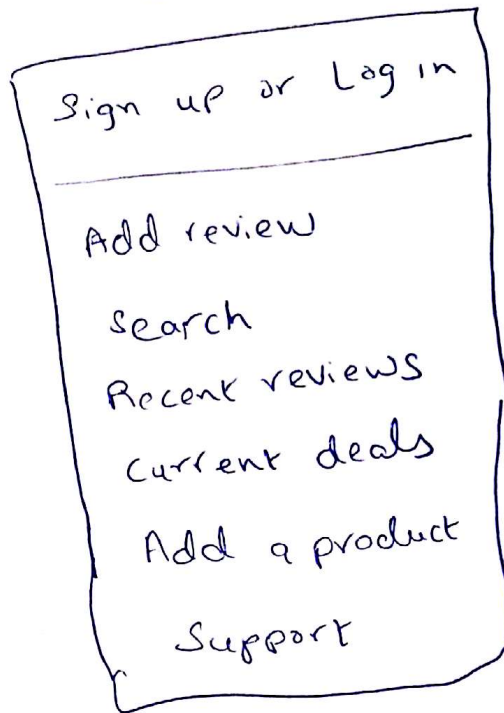 Sign up or Log in
Add review
Search
Recent reviews
Current deals
Add a product
Support